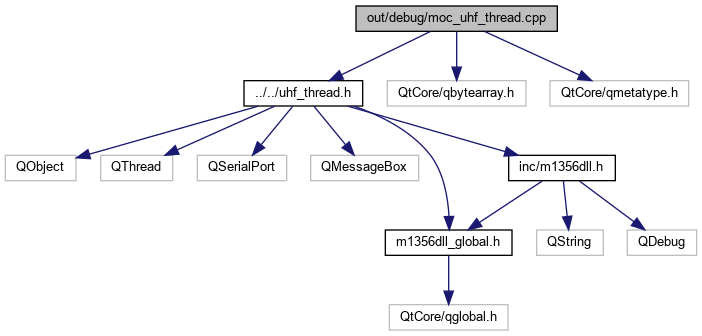 out/debug/moc_uhf_thread.cpp
../../uhf_thread.h
QtCore/qbytearray.h
QtCore/qmetatype.h
QObject
QThread
QSerialPort
QMessageBox
inc/m1356dll.h
m1356dll_global.h
QString
QDebug
QtCore/qglobal.h